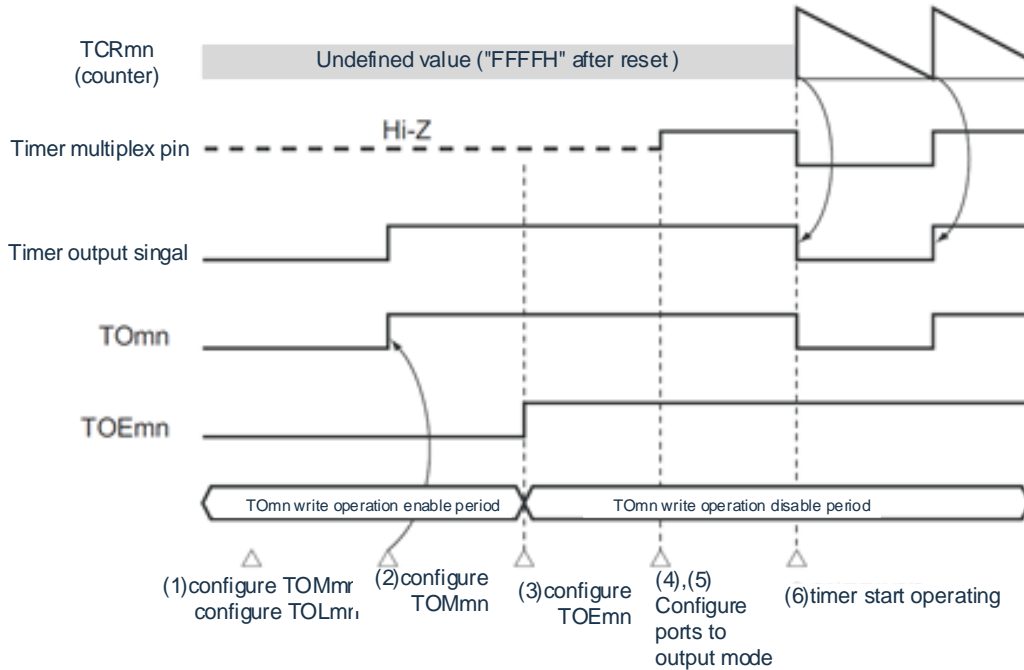 TCRmn
(counter)
Undefined value ("FFFFH" after reset)
Hi-Z
Timer multiplex pin
Timer output singal
TOmn
TOEmn
TOmn write operation enable period
TOmn write operation disable period
(1)configure TOMmn
configure TOLmn
(2)configure
TOMmn
(3)configure
TOEmn
(4),(5)
Configure
ports to
output mode
(6)timer start operating